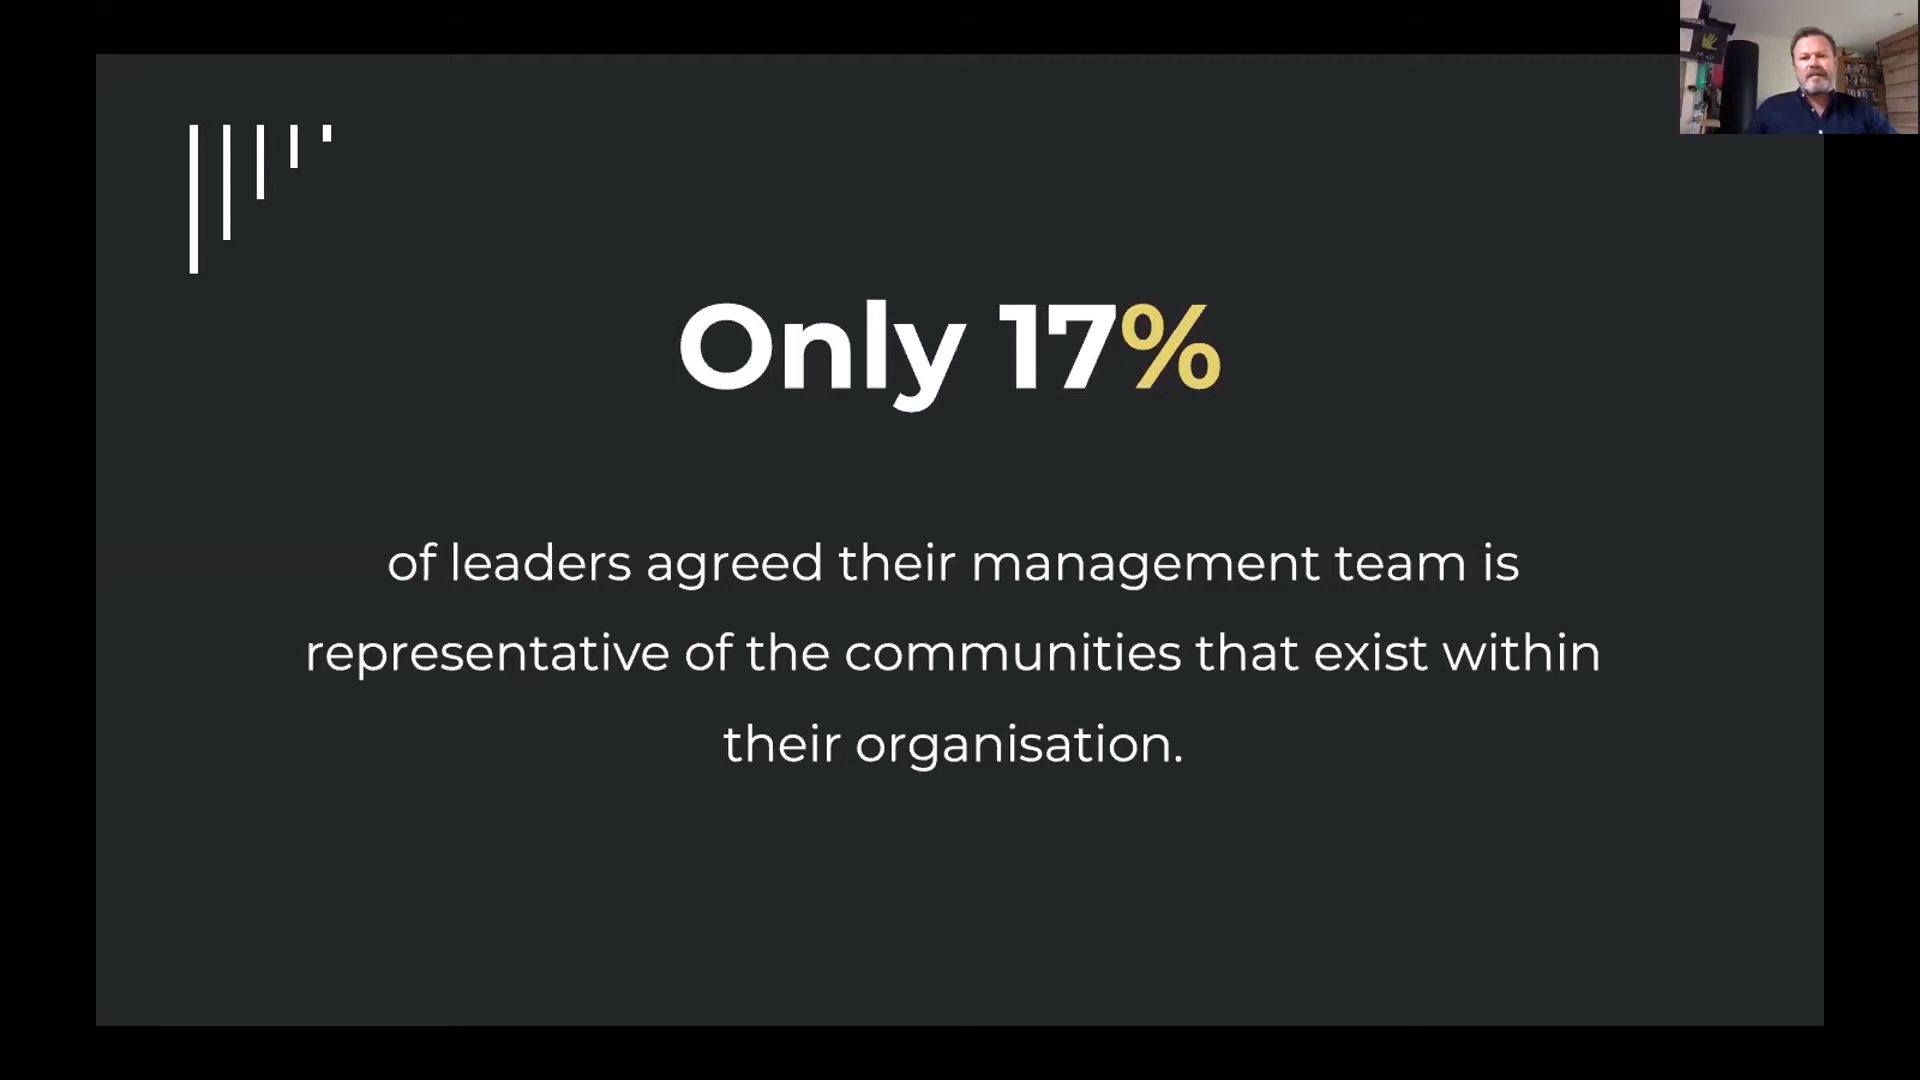 Only 17%
of leaders agreed their management team is
representative of the communities that exist within
their organisation.